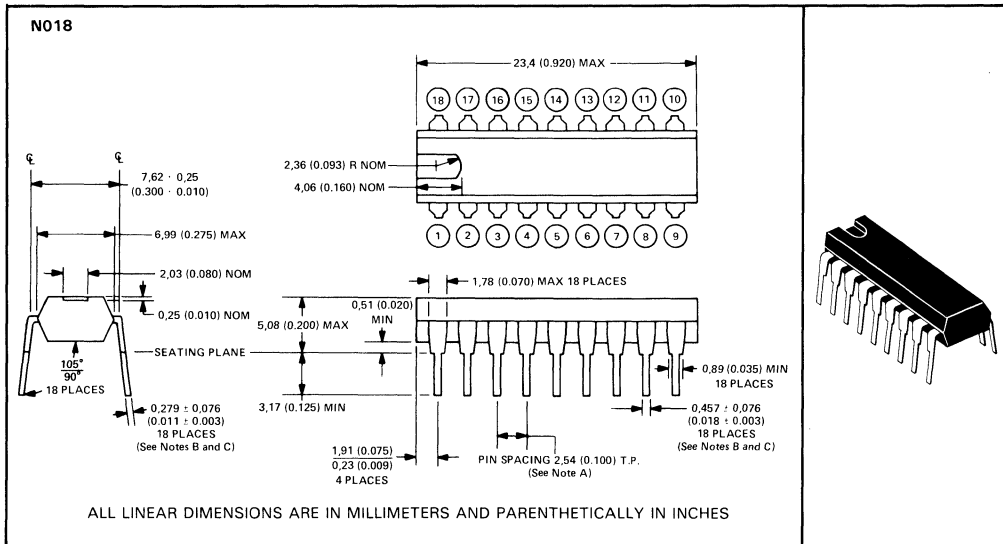 N018
23,4 (0.920) MAX
18 17 16 15 14 13 12 11 10
2,36 (0.093) R NOM
4,06 (0.160) NOM
1 2 3 4 5 6 7 8 9
℄ ℄
7,62 · 0,25
(0.300 · 0.010)
6,99 (0.275) MAX
2,03 (0.080) NOM
0,25 (0.010) NOM
5,08 (0.200) MAX
0,51 (0.020)
MIN
1,78 (0.070) MAX 18 PLACES
SEATING PLANE
105°
90°
18 PLACES
3,17 (0.125) MIN
0,89 (0.035) MIN
18 PLACES
0,279 ± 0,076
(0.011 ± 0.003)
18 PLACES
(See Notes B and C)
0,457 ± 0,076
(0.018 ± 0.003)
18 PLACES
(See Notes B and C)
1,91 (0.075)
0,23 (0.009)
4 PLACES
PIN SPACING 2,54 (0.100) T.P.
(See Note A)
ALL LINEAR DIMENSIONS ARE IN MILLIMETERS AND PARENTHETICALLY IN INCHES